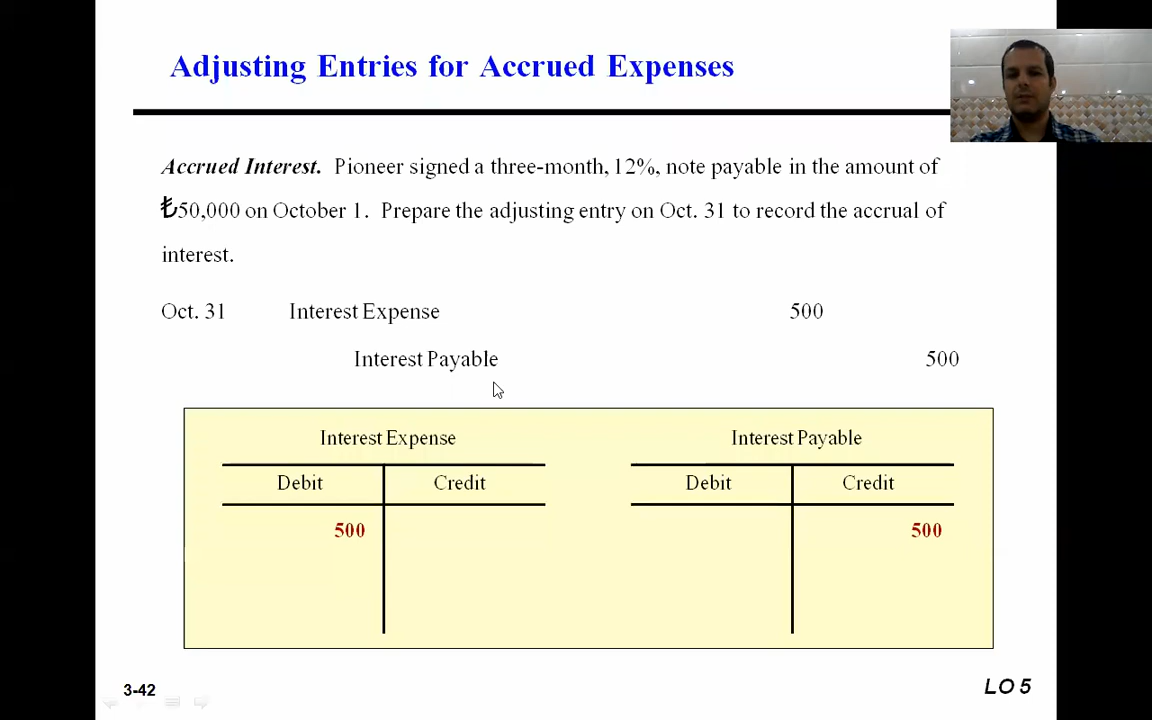 Adjusting Entries for Accrued Expenses
Accrued Interest. Pioneer signed a three-month, 12%, note payable in the amount of
₺50,000 on October 1. Prepare the adjusting entry on Oct. 31 to record the accrual of
interest.
Oct. 31 Interest Expense 500
Interest Payable 500
Interest Expense Interest Payable
Debit Credit Debit Credit
500 500
3-42 LO 5